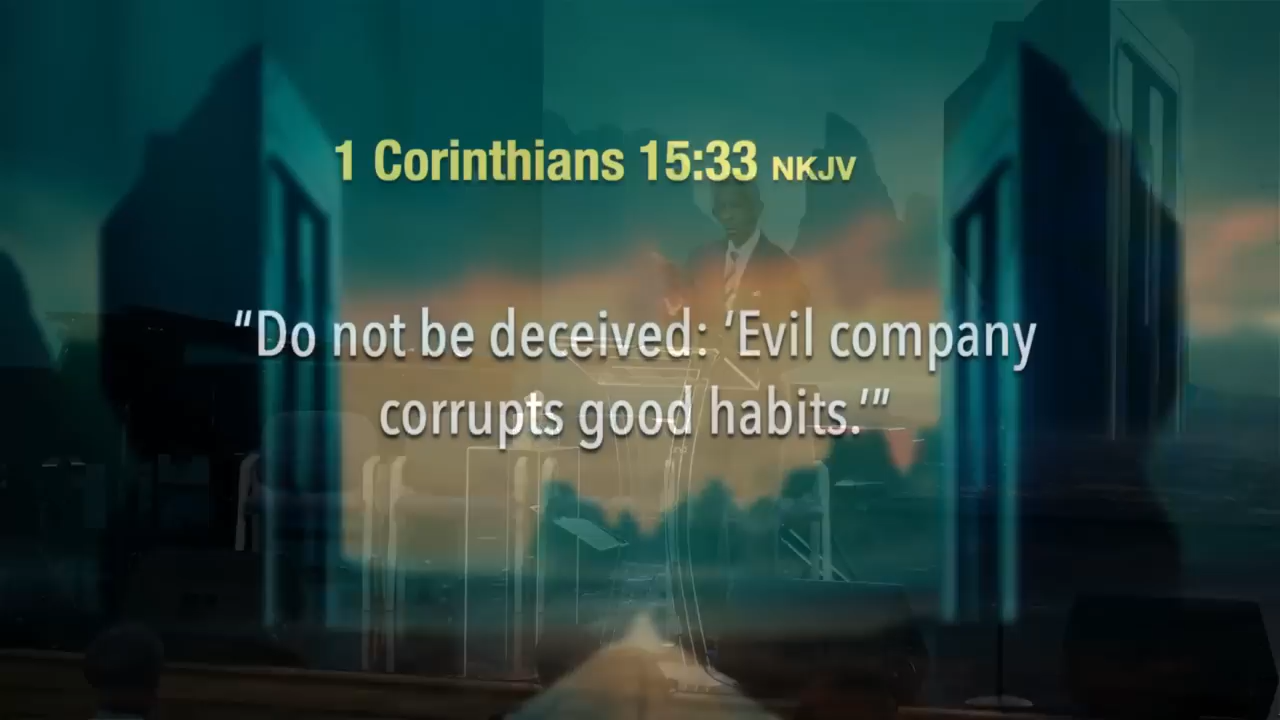 1 Corinthians 15:33 NKJV
“Do not be deceived: ‘Evil company
corrupts good habits.’”